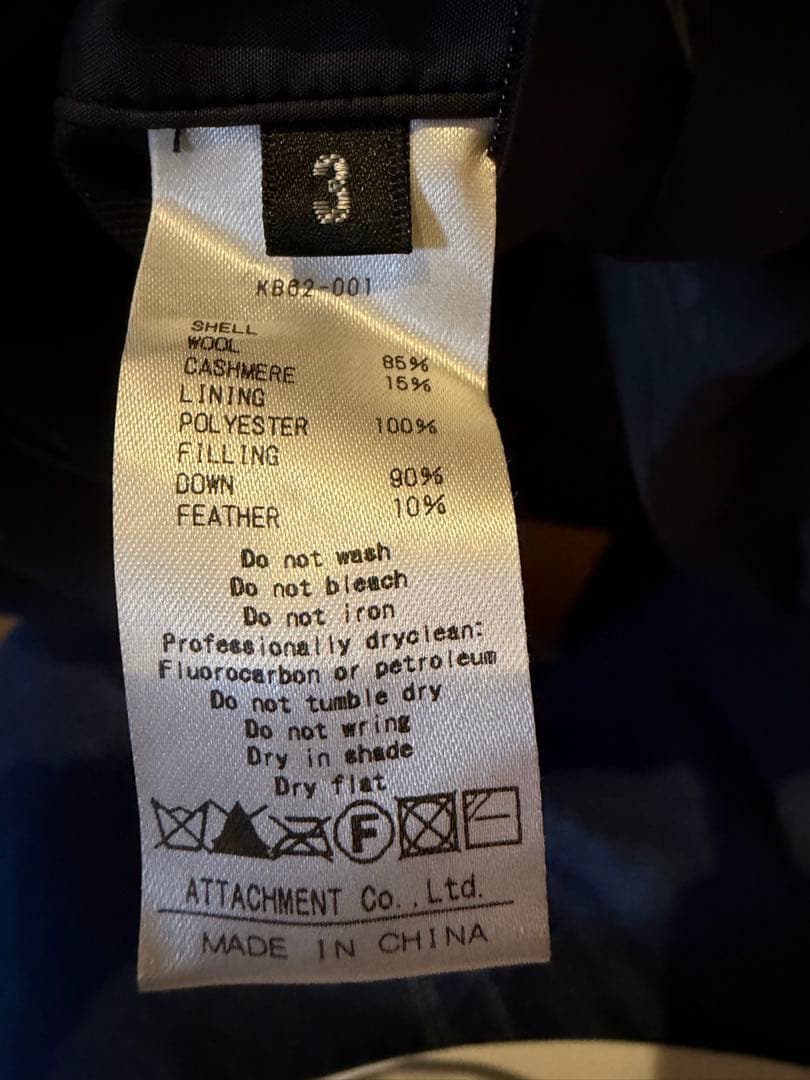 3
KB62-001
SHELL
WOOL 85%
CASHMERE 15%
LINING
POLYESTER 100%
FILLING
DOWN 90%
FEATHER 10%
Do not wash
Do not bleach
Do not iron
Professionally dryclean:
Fluorocarbon or petroleum
Do not tumble dry
Do not wring
Dry in shade
Dry flat
F
ATTACHMENT Co.,Ltd.
MADE IN CHINA